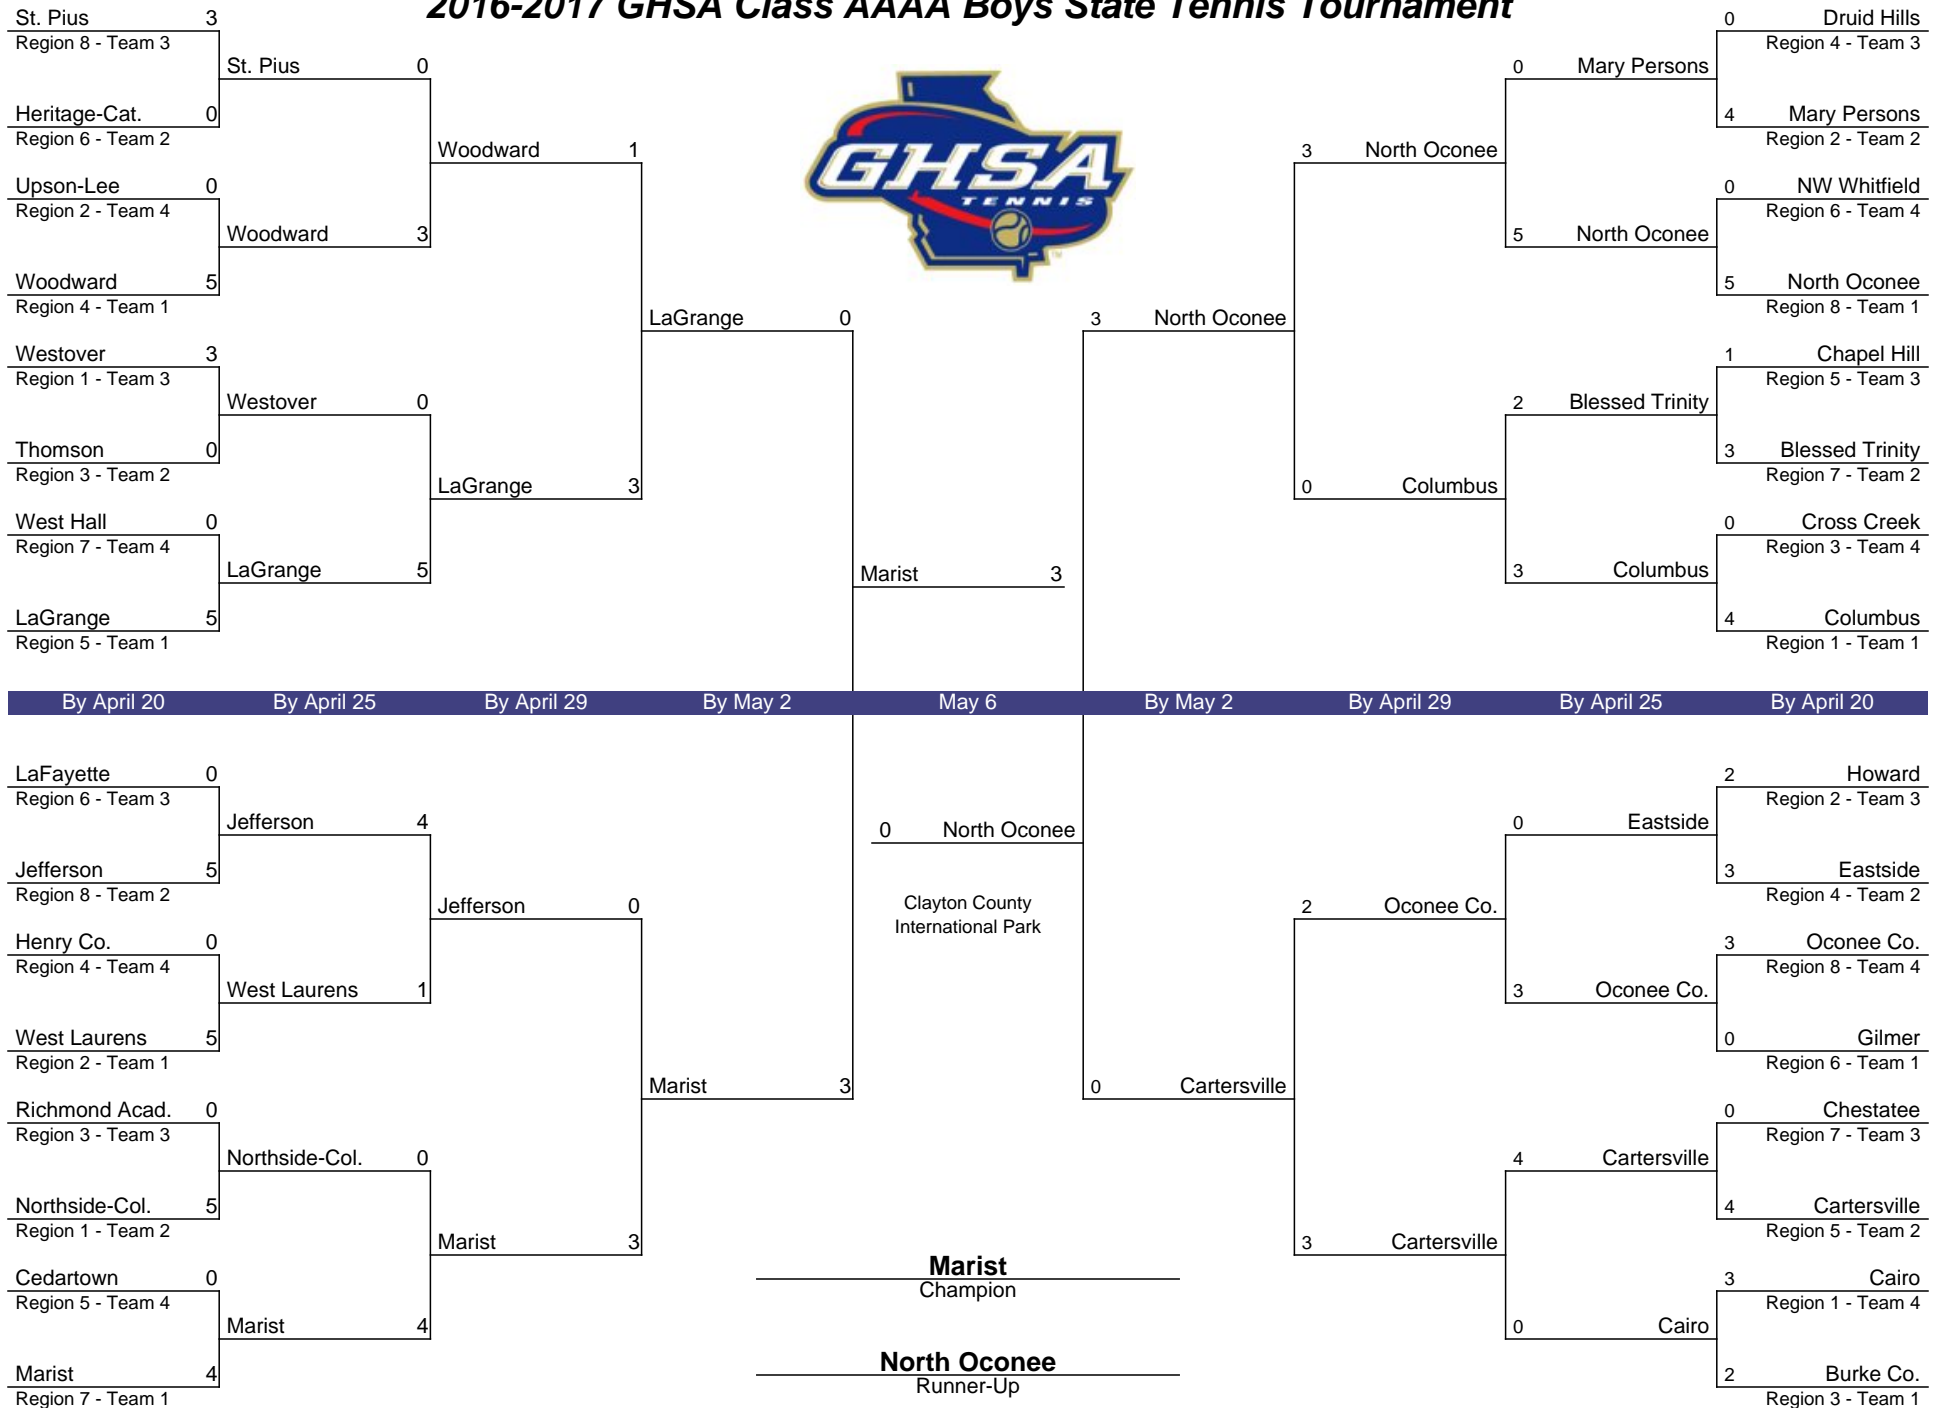 2016-2017 GHSA Class AAAA Boys State Tennis Tournament
St. Pius 3
Region 8 - Team 3
Heritage-Cat. 0
Region 6 - Team 2
Upson-Lee 0
Region 2 - Team 4
Woodward 5
Region 4 - Team 1
Westover 3
Region 1 - Team 3
Thomson 0
Region 3 - Team 2
West Hall 0
Region 7 - Team 4
LaGrange 5
Region 5 - Team 1
St. Pius 0
Woodward 3
Westover 0
LaGrange 5
Woodward 1
LaGrange 3
LaGrange 0
Marist 3
GHSA
TENNIS
TM
3 North Oconee
3 North Oconee
0 Columbus
0 Mary Persons
5 North Oconee
2 Blessed Trinity
3 Columbus
0 Druid Hills
Region 4 - Team 3
4 Mary Persons
Region 2 - Team 2
0 NW Whitfield
Region 6 - Team 4
5 North Oconee
Region 8 - Team 1
1 Chapel Hill
Region 5 - Team 3
3 Blessed Trinity
Region 7 - Team 2
0 Cross Creek
Region 3 - Team 4
4 Columbus
Region 1 - Team 1
By April 20 By April 25 By April 29 By May 2 May 6 By May 2 By April 29 By April 25 By April 20
LaFayette 0
Region 6 - Team 3
Jefferson 5
Region 8 - Team 2
Henry Co. 0
Region 4 - Team 4
West Laurens 5
Region 2 - Team 1
Richmond Acad. 0
Region 3 - Team 3
Northside-Col. 5
Region 1 - Team 2
Cedartown 0
Region 5 - Team 4
Marist 4
Region 7 - Team 1
Jefferson 4
West Laurens 1
Northside-Col. 0
Marist 4
Jefferson 0
Marist 3
Marist 3
0 North Oconee
Clayton County
International Park
Marist
Champion
North Oconee
Runner-Up
0 Cartersville
2 Oconee Co.
3 Cartersville
0 Eastside
3 Oconee Co.
4 Cartersville
0 Cairo
2 Howard
Region 2 - Team 3
3 Eastside
Region 4 - Team 2
3 Oconee Co.
Region 8 - Team 4
0 Gilmer
Region 6 - Team 1
0 Chestatee
Region 7 - Team 3
4 Cartersville
Region 5 - Team 2
3 Cairo
Region 1 - Team 4
2 Burke Co.
Region 3 - Team 1